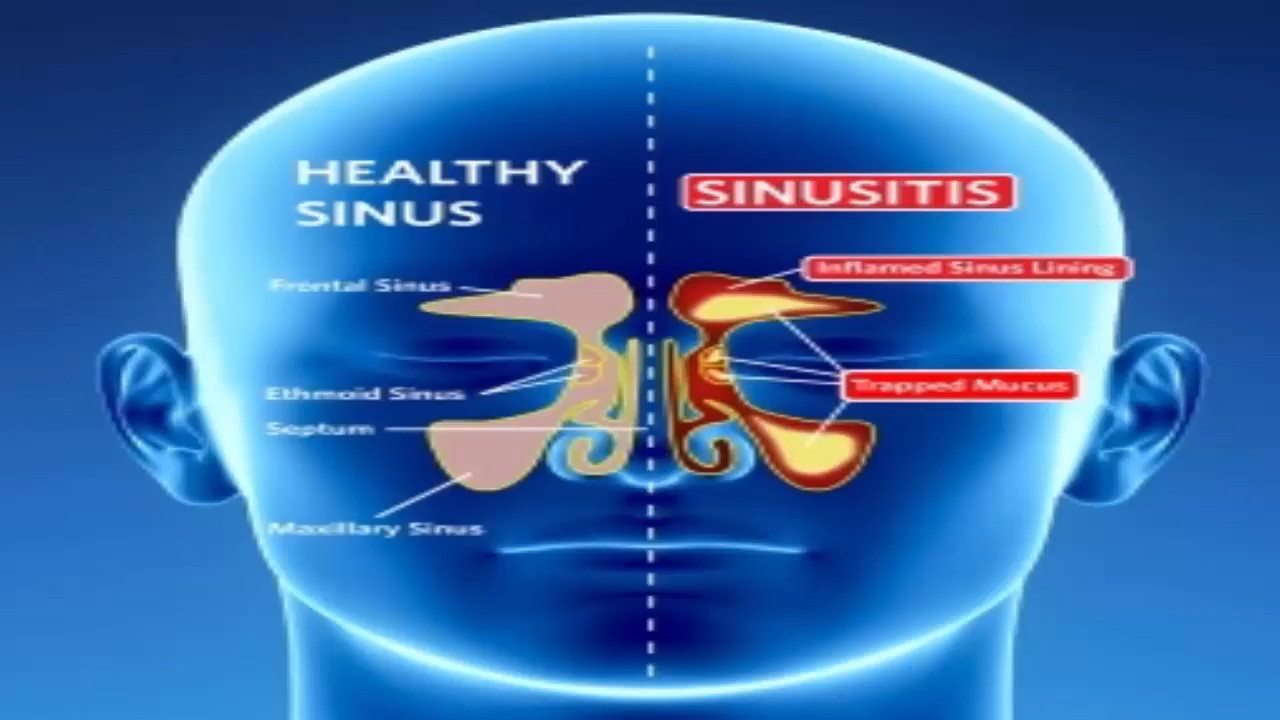 HEALTHY
SINUS
SINUSITIS
Inflamed Sinus Lining
Frontal Sinus
Trapped Mucus
Ethmoid Sinus
Septum
Maxillary Sinus